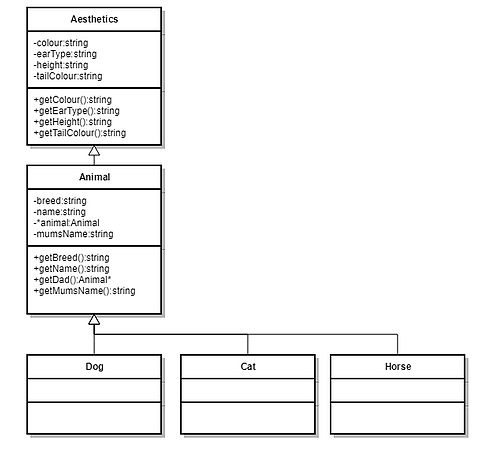 Aesthetics
-colour:string
-earType:string
-height:string
-tailColour:string
+getColour():string
+getEarType():string
+getHeight():string
+getTailColour():string
Animal
-breed:string
-name:string
-*animal:Animal
-mumsName:string
+getBreed():string
+getName():string
+getDad():Animal*
+getMumsName():string
Dog
Cat
Horse